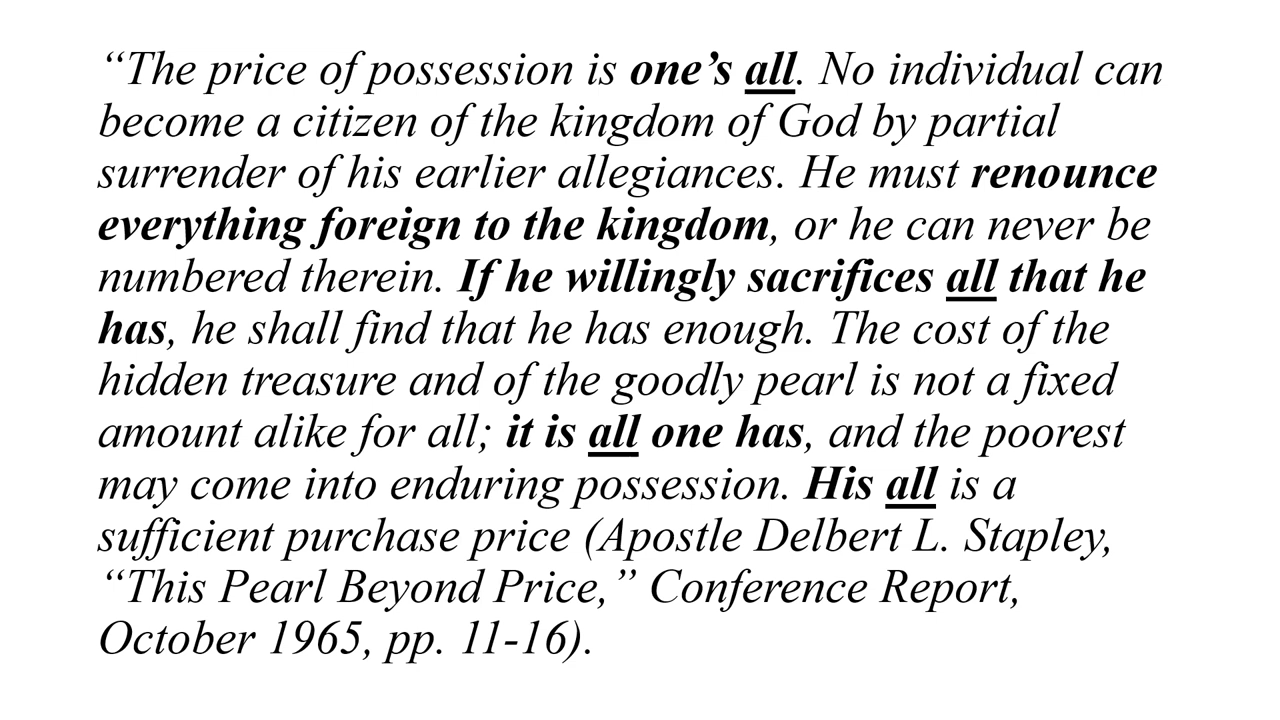 “The price of possession is one’s all. No individual can
become a citizen of the kingdom of God by partial
surrender of his earlier allegiances. He must renounce
everything foreign to the kingdom, or he can never be
numbered therein. If he willingly sacrifices all that he
has, he shall find that he has enough. The cost of the
hidden treasure and of the goodly pearl is not a fixed
amount alike for all; it is all one has, and the poorest
may come into enduring possession. His all is a
sufficient purchase price (Apostle Delbert L. Stapley,
“This Pearl Beyond Price,” Conference Report,
October 1965, pp. 11-16).